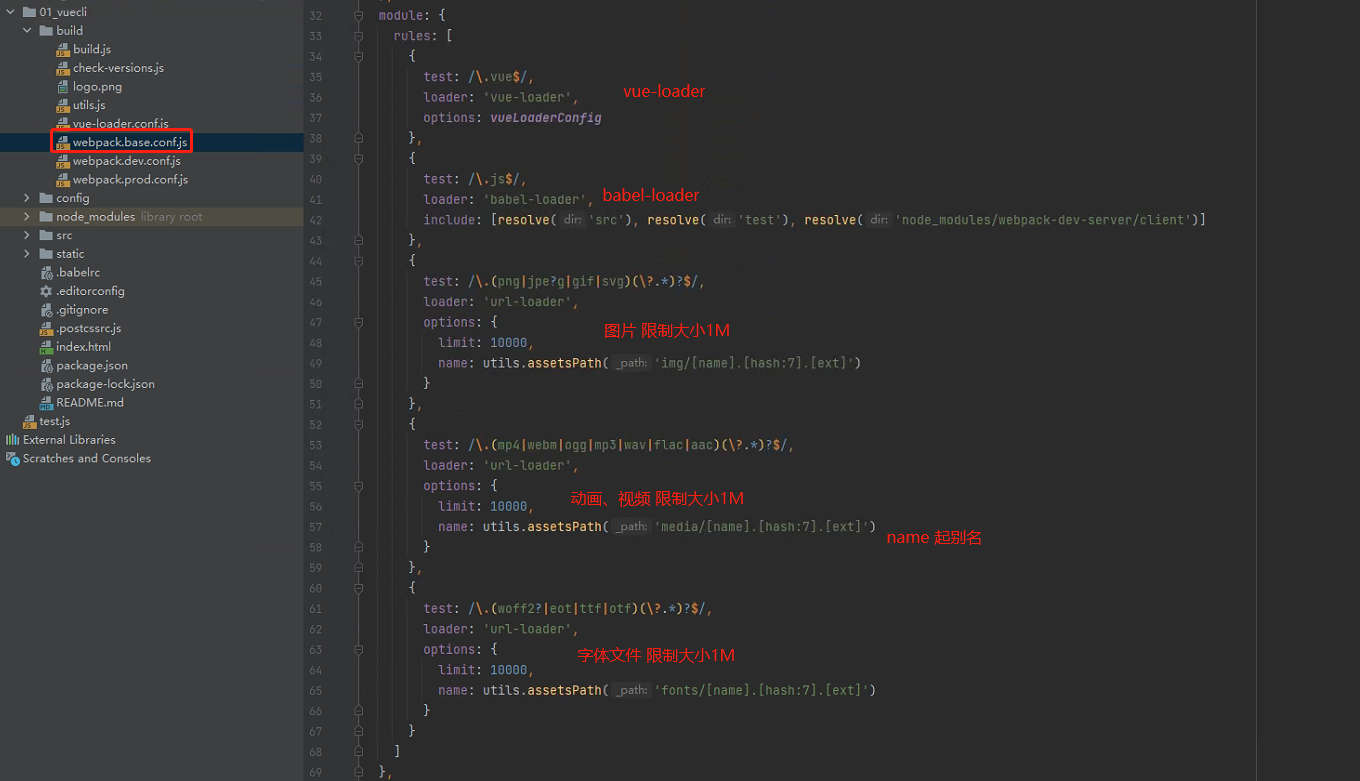 01_vuecli
build
build.js
check-versions.js
logo.png
utils.js
vue-loader.conf.js
webpack.base.conf.js
webpack.dev.conf.js
webpack.prod.conf.js
config
node_modules library root
src
static
.babelrc
.editorconfig
.gitignore
.postcssrc.js
index.html
package.json
package-lock.json
README.md
test.js
External Libraries
Scratches and Consoles
32 module: {
33 rules: [
34 {
35 test: /\.vue$/,
36 loader: 'vue-loader',
vue-loader
37 options: vueLoaderConfig
38 },
39 {
40 test: /\.js$/,
41 loader: 'babel-loader',
babel-loader
42 include: [resolve( dir: 'src'), resolve( dir: 'test'), resolve( dir: 'node_modules/webpack-dev-server/client')]
43 },
44 {
45 test: /\.(png|jpe?g|gif|svg)(\?.*)?$/,
46 loader: 'url-loader',
47 options: {
图片 限制大小1M
48 limit: 10000,
49 name: utils.assetsPath( _path: 'img/[name].[hash:7].[ext]')
50 }
51 },
52 {
53 test: /\.(mp4|webm|ogg|mp3|wav|flac|aac)(\?.*)?$/,
54 loader: 'url-loader',
55 options: {
动画、视频 限制大小1M
56 limit: 10000,
57 name: utils.assetsPath( _path: 'media/[name].[hash:7].[ext]')
name 起别名
58 }
59 },
60 {
61 test: /\.(woff2?|eot|ttf|otf)(\?.*)?$/,
62 loader: 'url-loader',
63 options: {
字体文件 限制大小1M
64 limit: 10000,
65 name: utils.assetsPath( _path: 'fonts/[name].[hash:7].[ext]')
66 }
67 }
68 ]
69 },